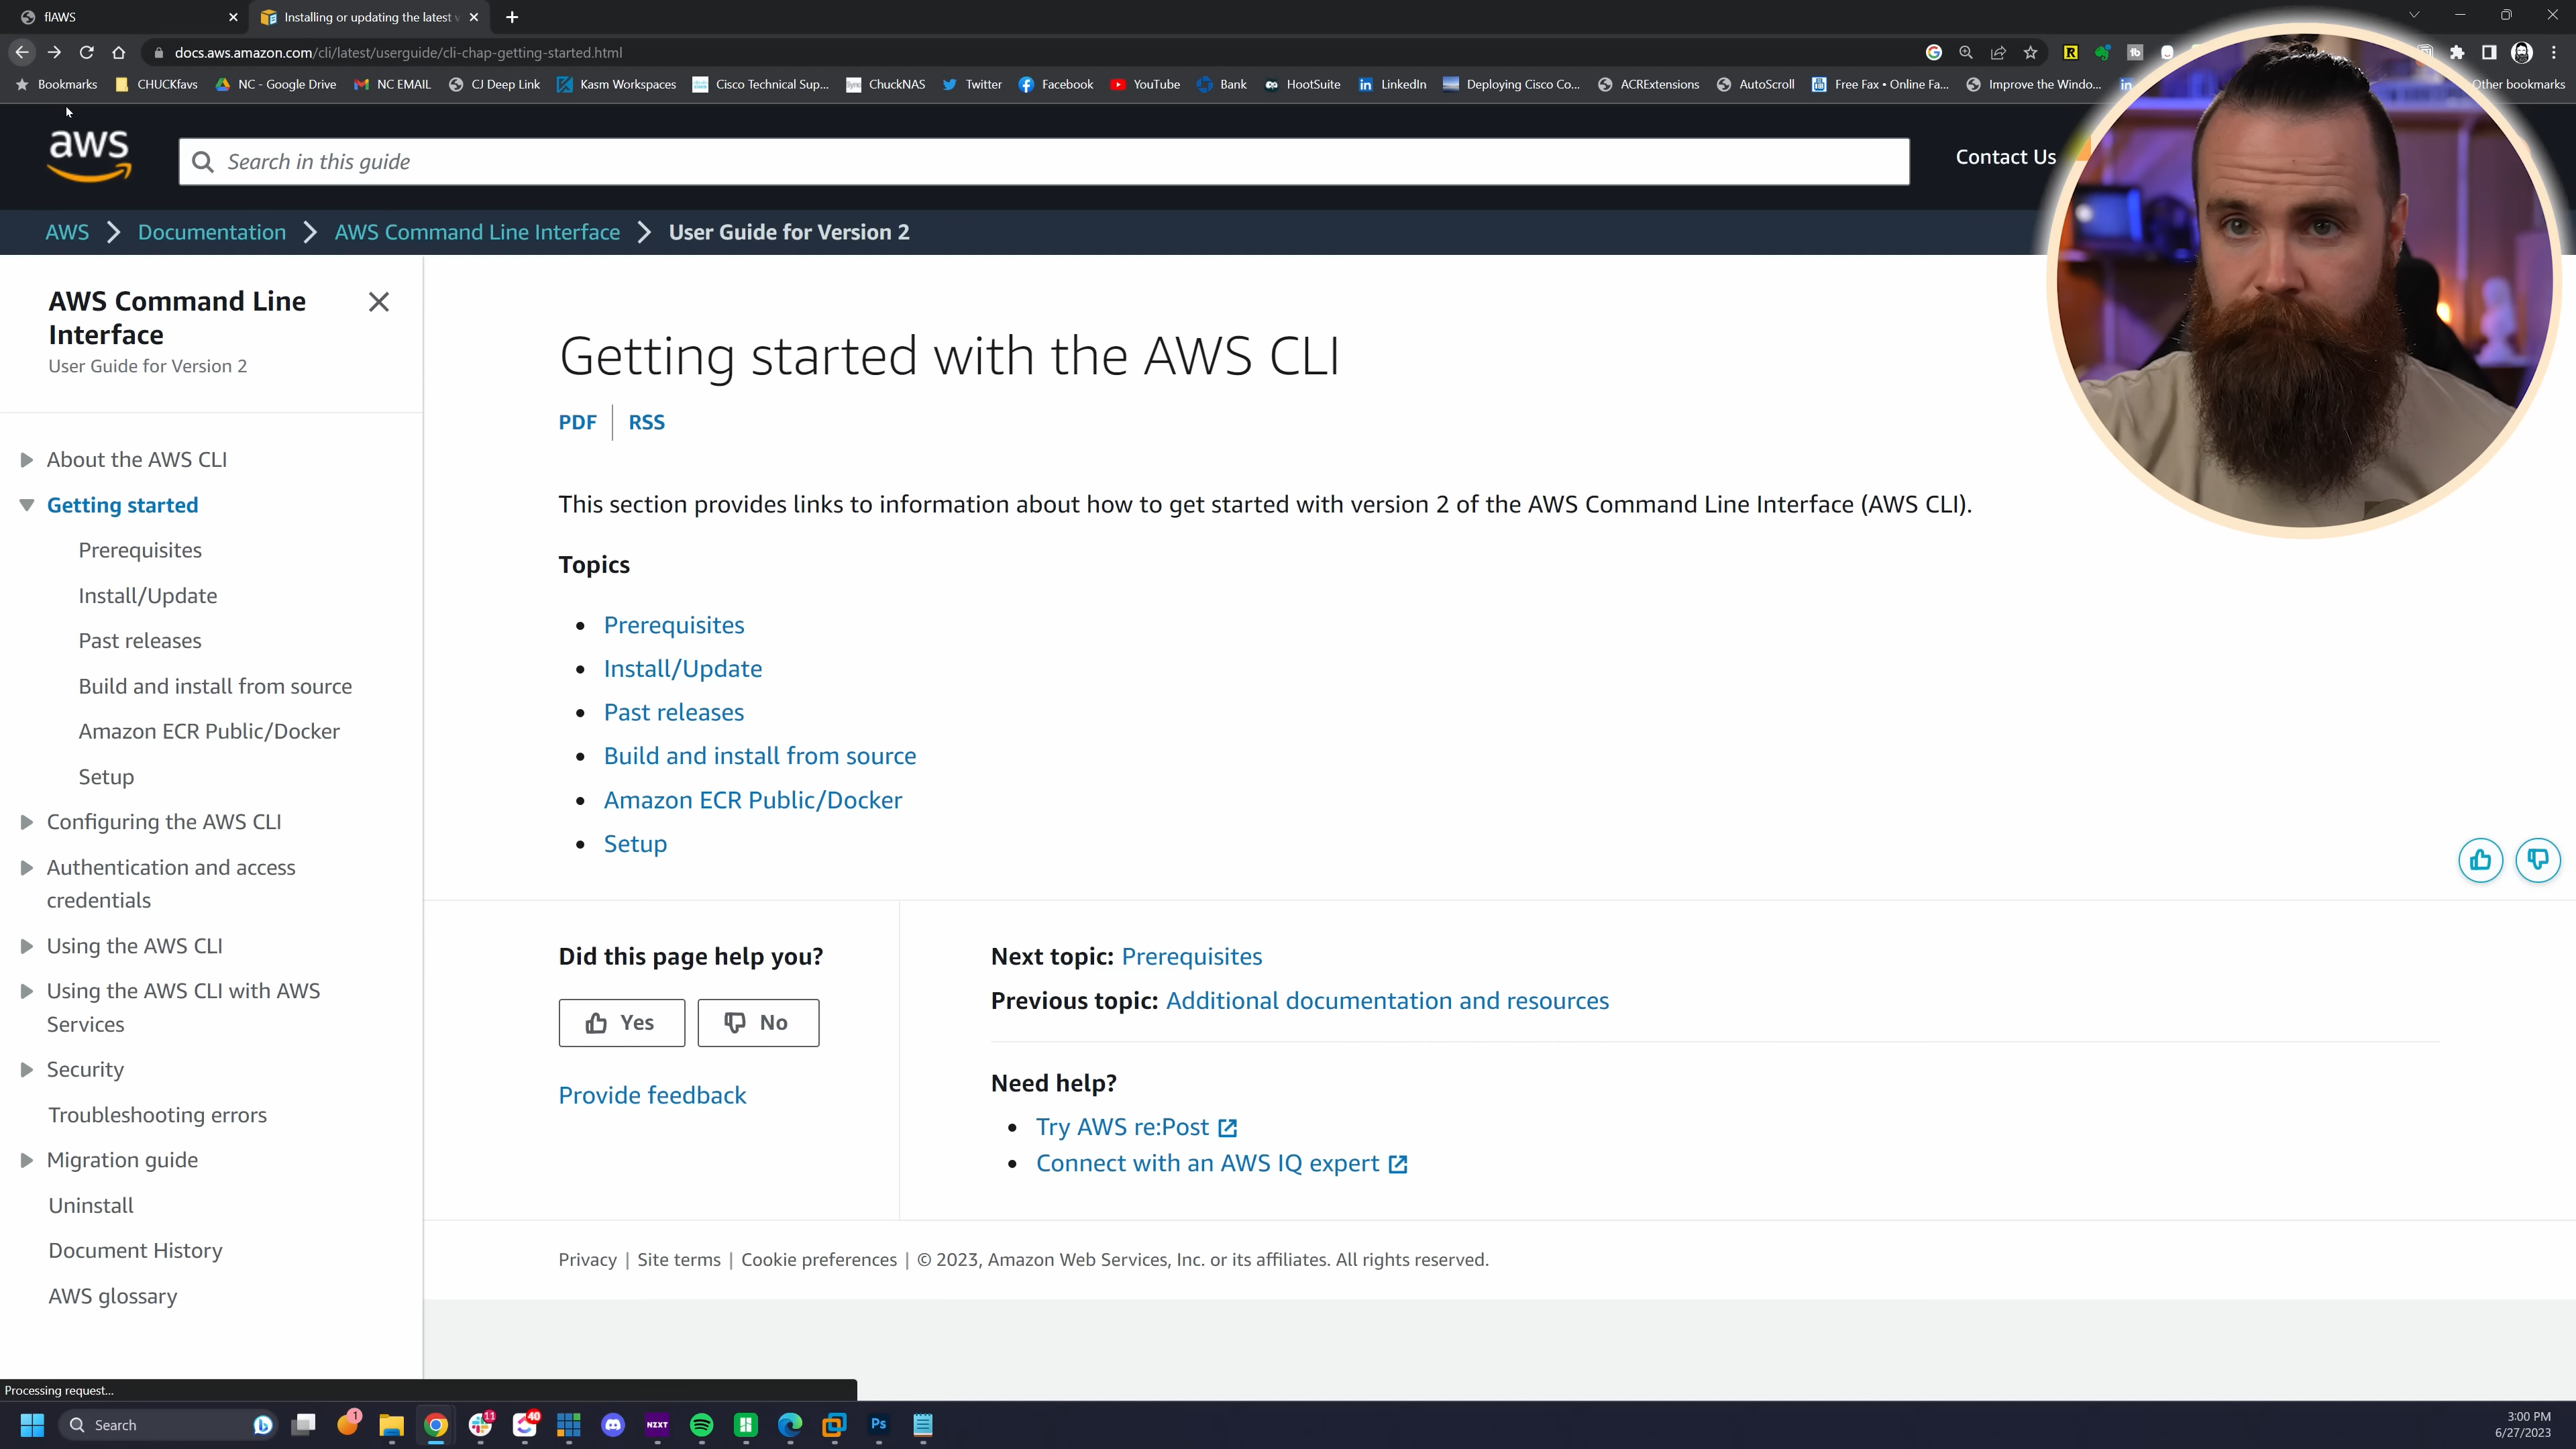 flAWS
Installing or updating the latest v
docs.aws.amazon.com/cli/latest/userguide/cli-chap-getting-started.html
Bookmarks CHUCKfavs NC - Google Drive NC EMAIL CJ Deep Link Kasm Workspaces Cisco Technical Sup... ChuckNAS Twitter Facebook YouTube Bank HootSuite LinkedIn Deploying Cisco Co... ACRExtensions AutoScroll Free Fax • Online Fa... Improve the Windo... Other bookmarks
aws
Search in this guide
Contact Us
AWS Documentation AWS Command Line Interface User Guide for Version 2
AWS Command Line
Interface
User Guide for Version 2
About the AWS CLI
Getting started
Prerequisites
Install/Update
Past releases
Build and install from source
Amazon ECR Public/Docker
Setup
Configuring the AWS CLI
Authentication and access
credentials
Using the AWS CLI
Using the AWS CLI with AWS
Services
Security
Troubleshooting errors
Migration guide
Uninstall
Document History
AWS glossary
Getting started with the AWS CLI
PDF | RSS
This section provides links to information about how to get started with version 2 of the AWS Command Line Interface (AWS CLI).
Topics
• Prerequisites
• Install/Update
• Past releases
• Build and install from source
• Amazon ECR Public/Docker
• Setup
Did this page help you?
Yes No
Provide feedback
Next topic: Prerequisites
Previous topic: Additional documentation and resources
Need help?
• Try AWS re:Post
• Connect with an AWS IQ expert
Privacy | Site terms | Cookie preferences | © 2023, Amazon Web Services, Inc. or its affiliates. All rights reserved.
Processing request...
Search
1
11
40
NZXT
Ps
3:00 PM
6/27/2023